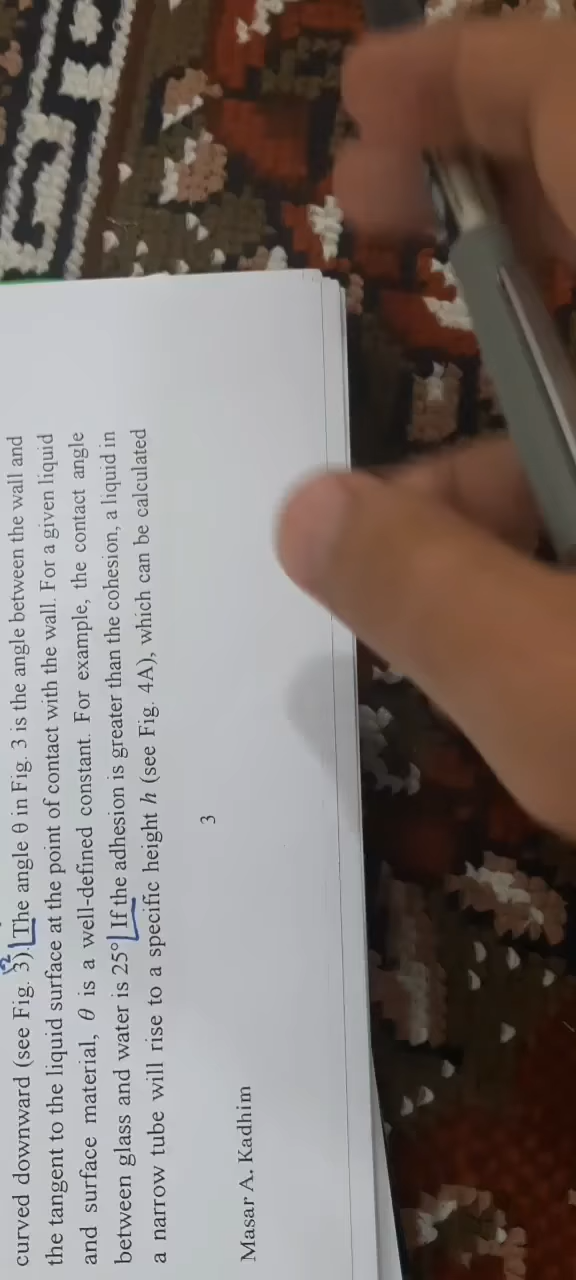 curved downward (see Fig. 3). The angle θ in Fig. 3 is the angle between the wall and
the tangent to the liquid surface at the point of contact with the wall. For a given liquid
and surface material, θ is a well-defined constant. For example, the contact angle
between glass and water is 25° If the adhesion is greater than the cohesion, a liquid in
a narrow tube will rise to a specific height h (see Fig. 4A), which can be calculated
3
Masar A. Kadhim